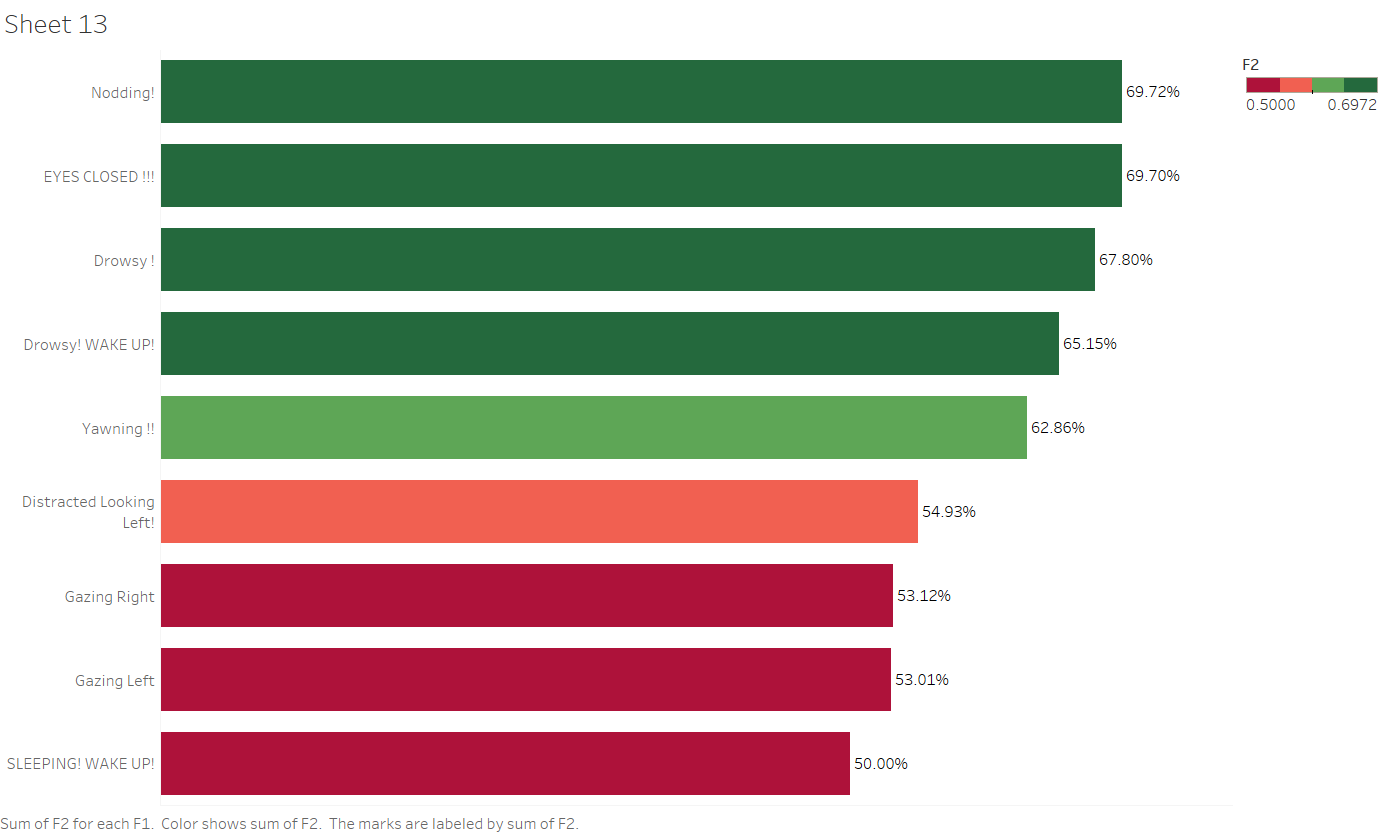 Sheet 13
F2
0.5000 0.6972
Nodding! 69.72%
EYES CLOSED !!! 69.70%
Drowsy ! 67.80%
Drowsy! WAKE UP! 65.15%
Yawning !! 62.86%
Distracted Looking
Left! 54.93%
Gazing Right 53.12%
Gazing Left 53.01%
SLEEPING! WAKE UP! 50.00%
Sum of F2 for each F1. Color shows sum of F2. The marks are labeled by sum of F2.